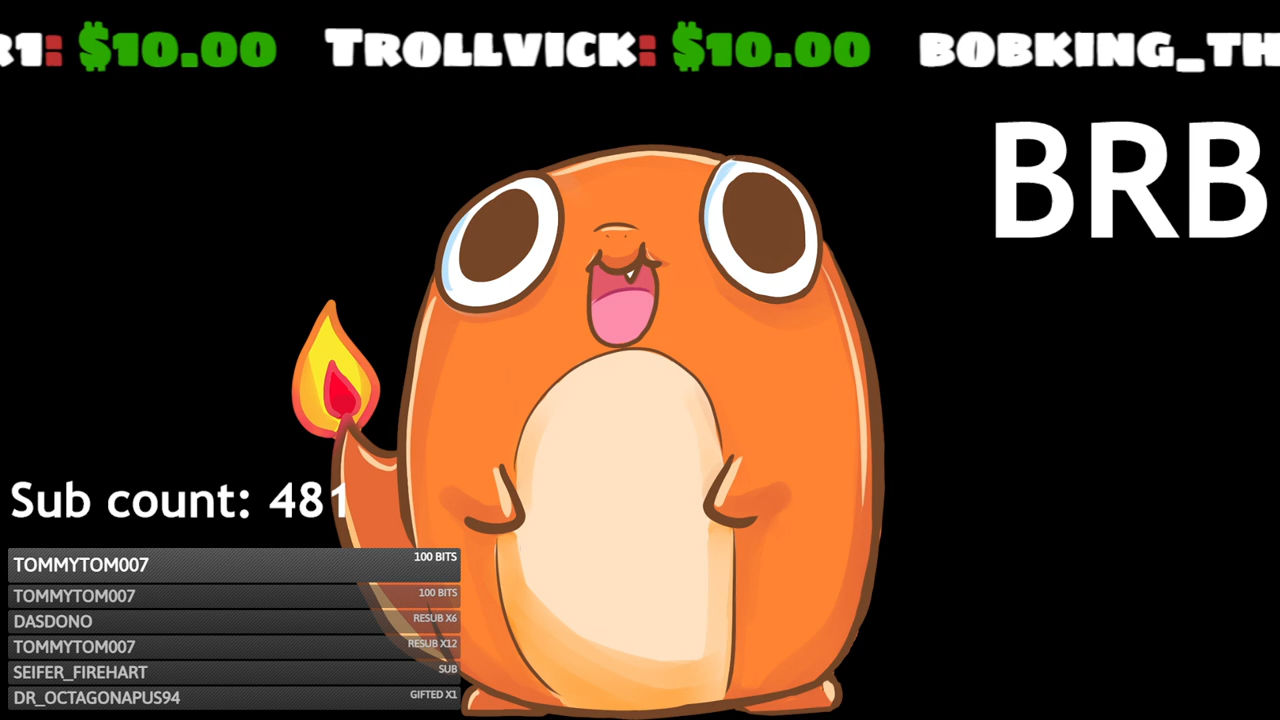 1: $10.00 TROLLVICK: $10.00 BOBKING_TH
BRB
Sub count: 481
TOMMYTOM007 100 BITS
TOMMYTOM007 100 BITS
DASDONO RESUB X6
TOMMYTOM007 RESUB X12
SEIFER_FIREHART SUB
DR_OCTAGONAPUS94 GIFTED X1